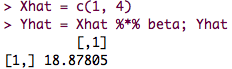 > Xhat = c(1, 4)
> Yhat = Xhat %*% beta; Yhat
[,1]
[1,] 18.87805